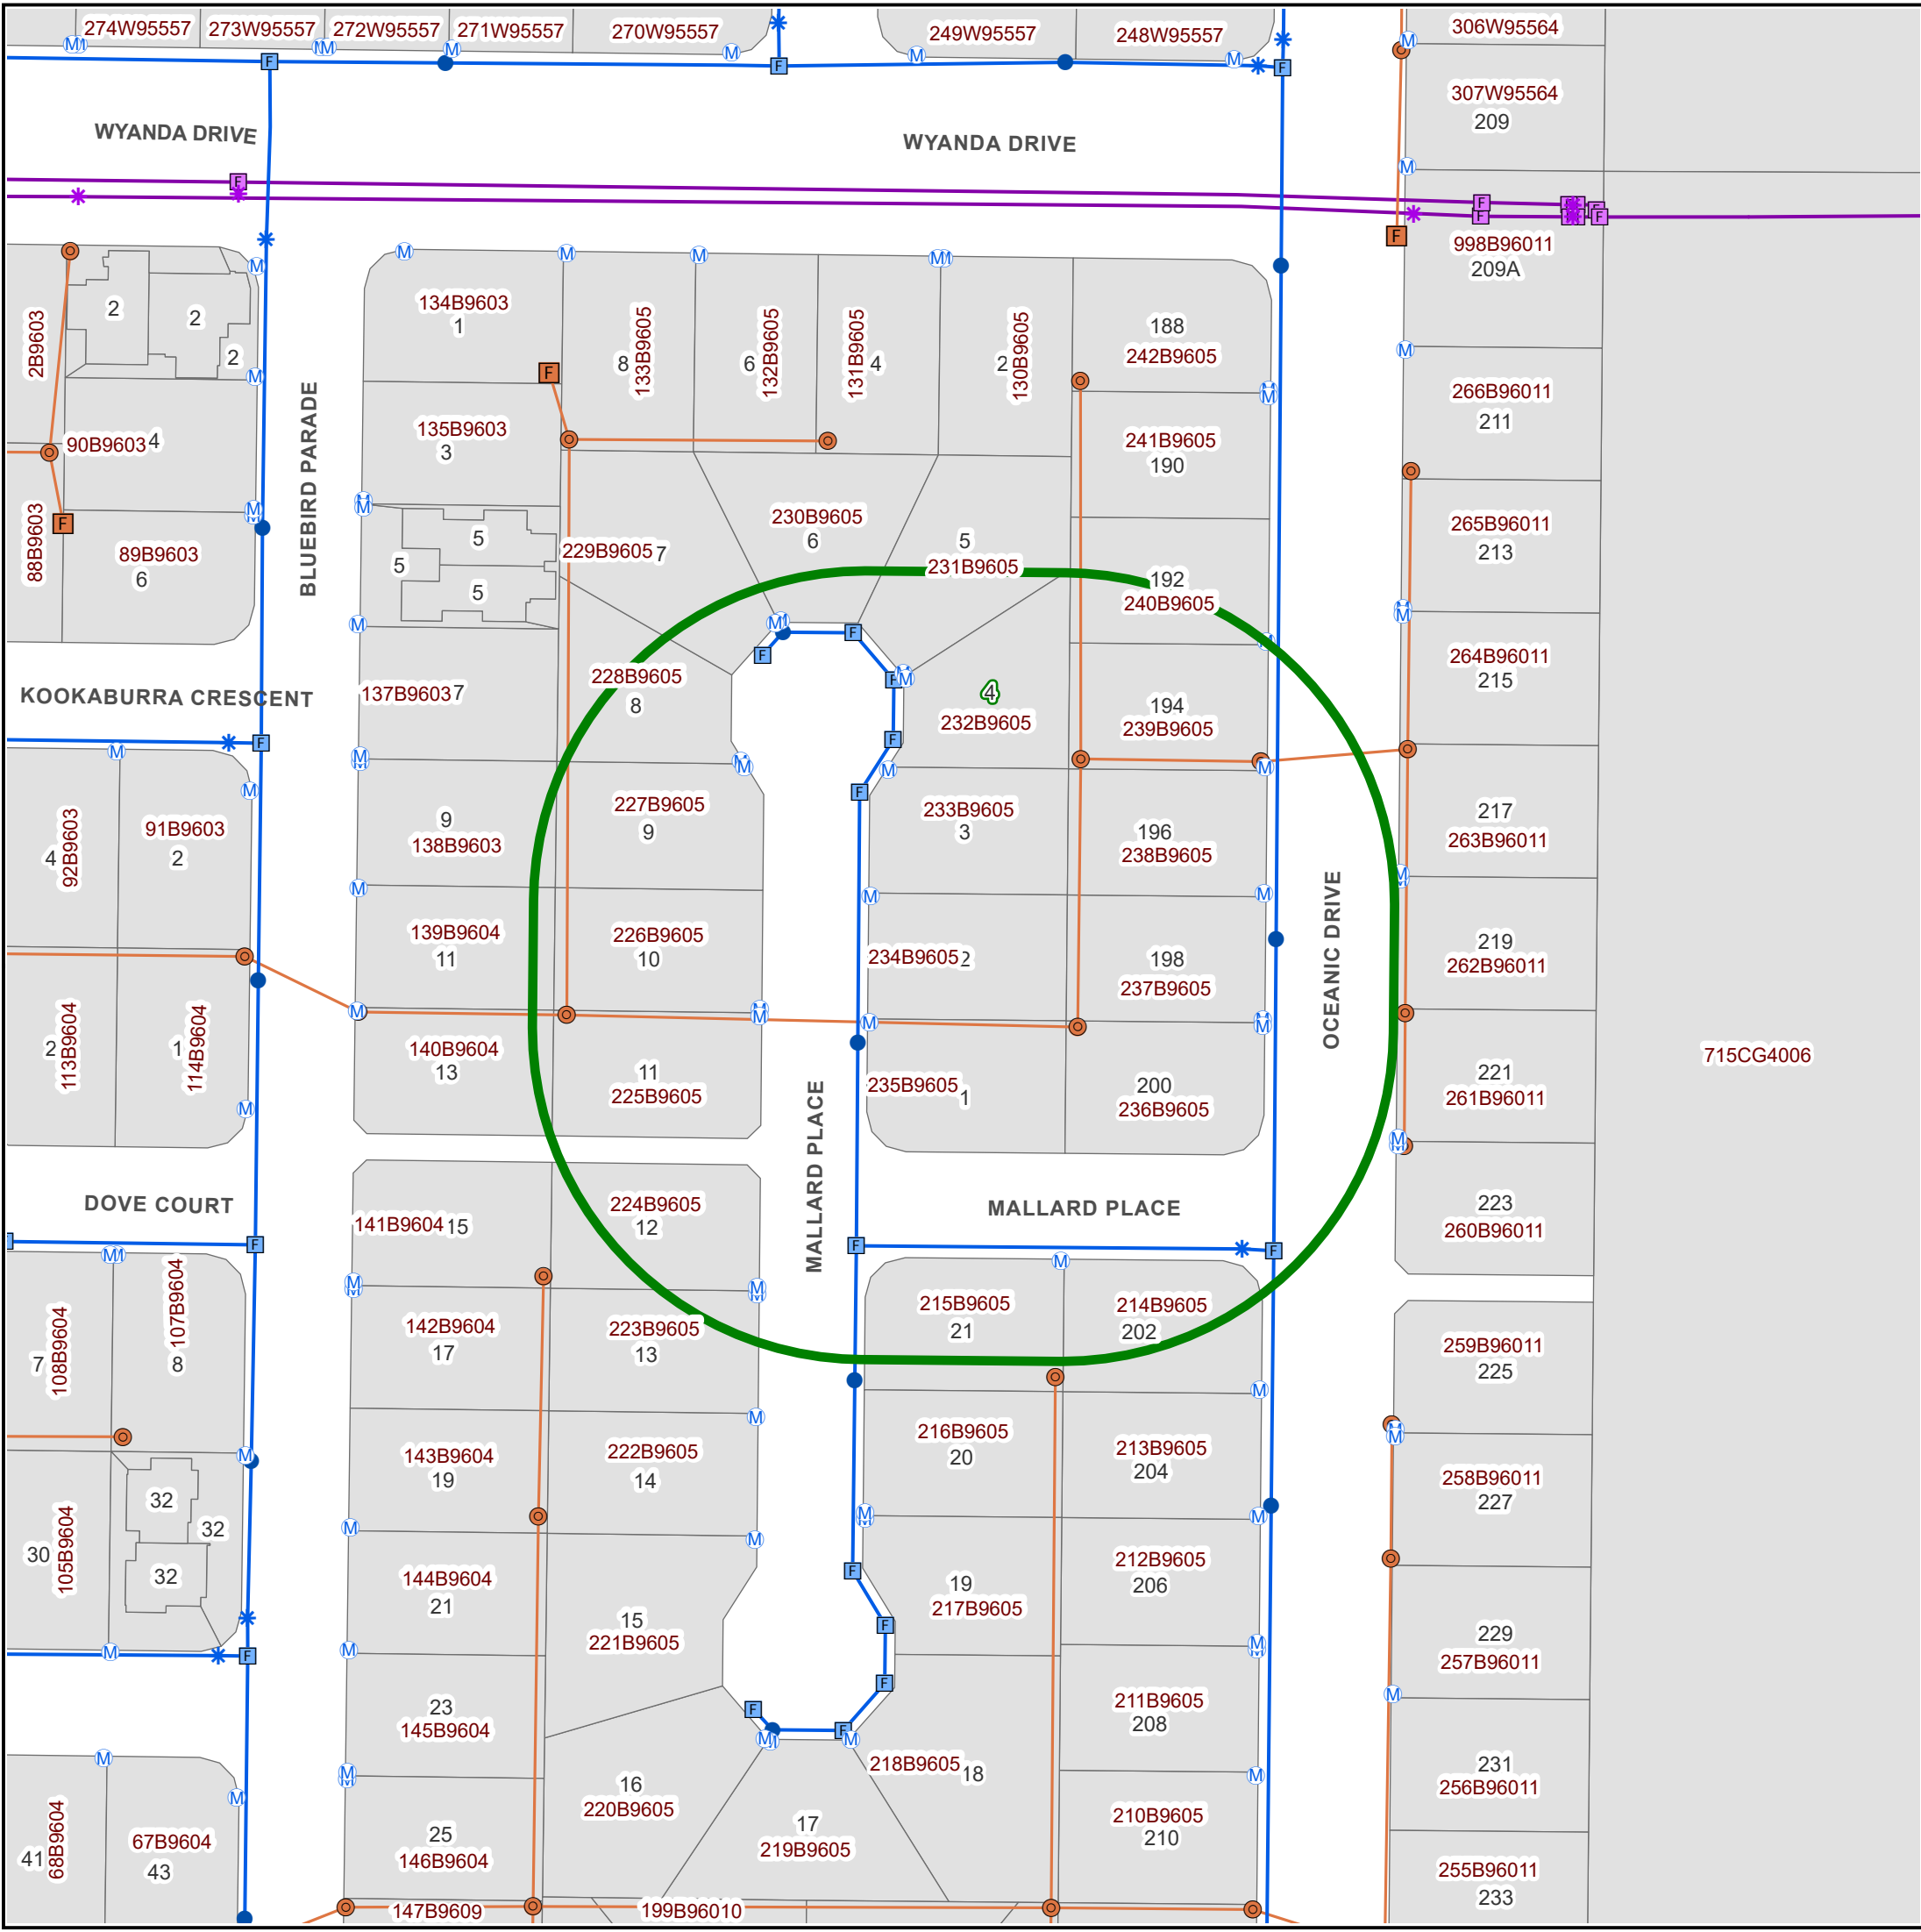 274W95557
273W95557
272W95557
271W95557
270W95557
249W95557
248W95557
306W95564
307W95564
209
WYANDA DRIVE
WYANDA DRIVE
998B96011
209A
2B9603
2
2
2
134B9603
1
8
133B9605
6
132B9605
131B9605
4
2
130B9605
188
242B9605
266B96011
211
BLUEBIRD PARADE
90B9603
4
135B9603
3
241B9605
190
88B9603
89B9603
6
5
5
5
229B9605
7
230B9605
6
5
231B9605
192
240B9605
265B96011
213
KOOKABURRA CRESCENT
137B9603
7
228B9605
8
4
232B9605
194
239B9605
264B96011
215
4
92B9603
91B9603
2
9
138B9603
227B9605
9
233B9605
3
196
238B9605
217
263B96011
OCEANIC DRIVE
139B9604
11
226B9605
10
234B9605
2
198
237B9605
219
262B96011
2
113B9604
1
114B9604
140B9604
13
11
225B9605
235B9605
1
200
236B9605
221
261B96011
715CG4006
MALLARD PLACE
DOVE COURT
141B9604
15
224B9605
12
MALLARD PLACE
223
260B96011
7
108B9604
107B9604
8
142B9604
17
223B9605
13
215B9605
21
214B9605
202
259B96011
225
143B9604
19
222B9605
14
216B9605
20
213B9605
204
258B96011
227
30
105B9604
32
32
32
144B9604
21
15
221B9605
19
217B9605
212B9605
206
229
257B96011
23
145B9604
211B9605
208
16
220B9605
218B9605
18
231
256B96011
41
68B9604
67B9604
43
25
146B9604
17
219B9605
210B9605
210
255B96011
233
147B9609
199B96010